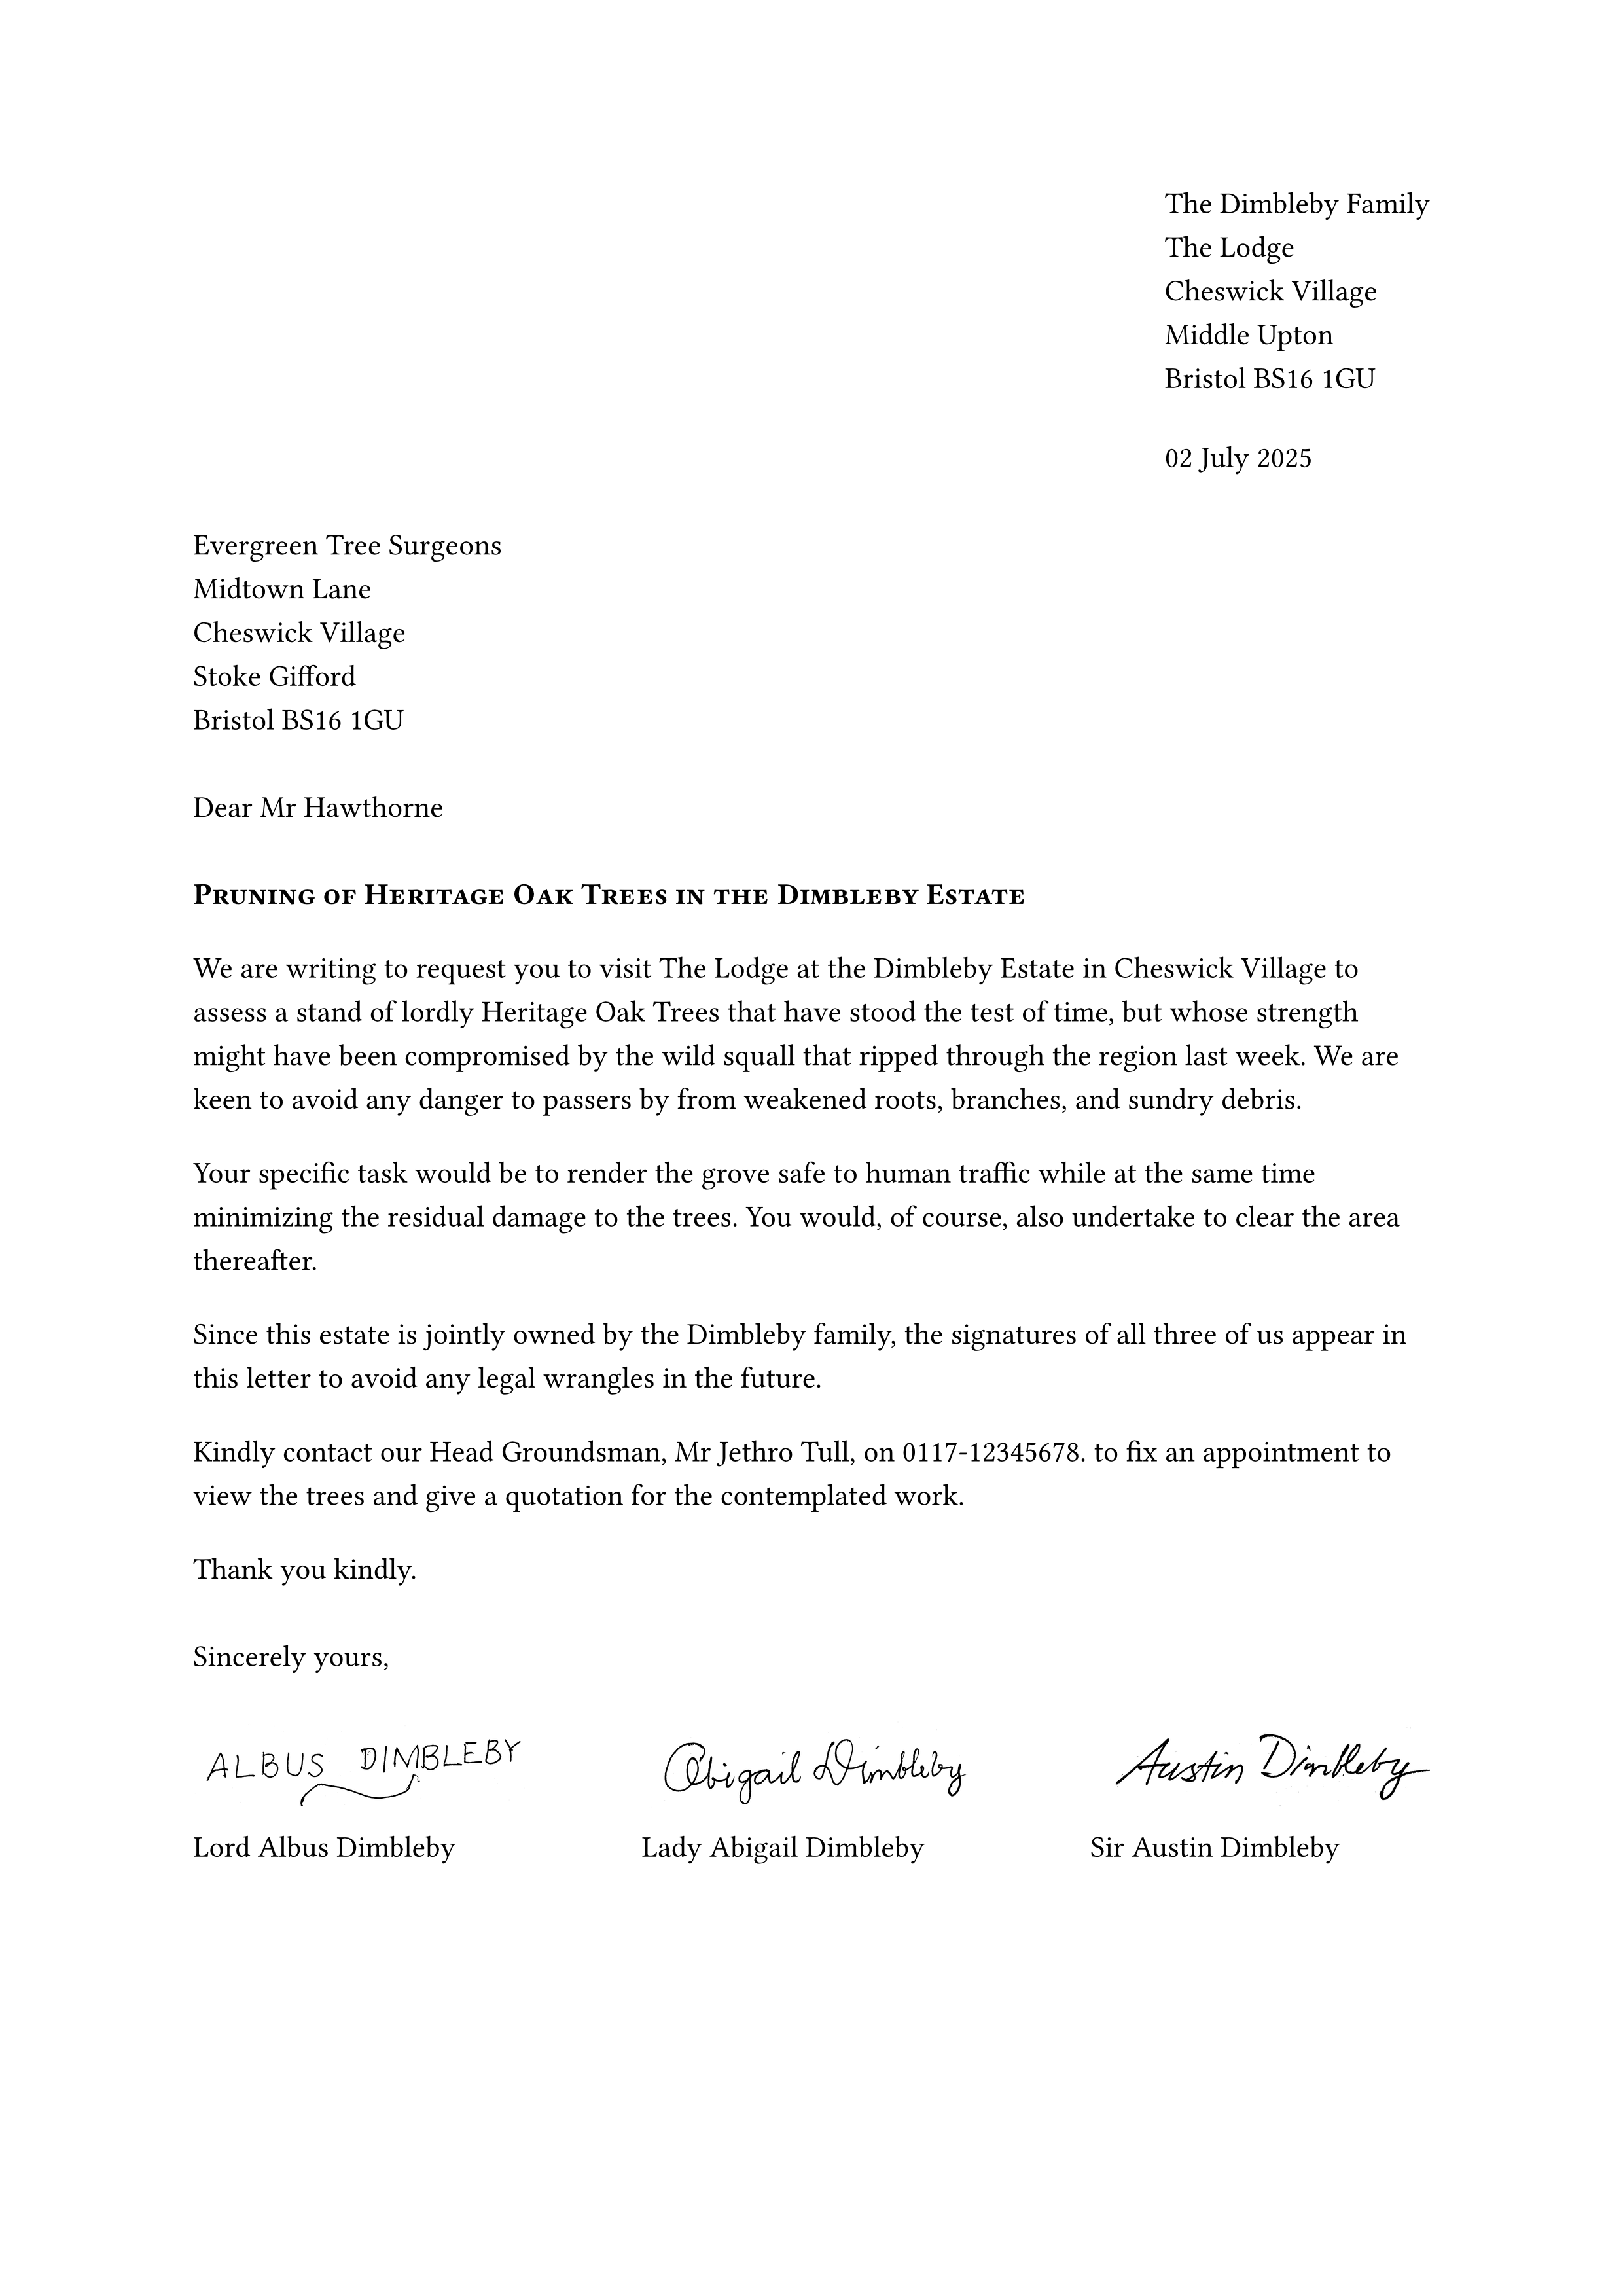 The Dimbleby Family
The Lodge
Cheswick Village
Middle Upton
Bristol BS16 1GU
02 July 2025
Evergreen Tree Surgeons
Midtown Lane
Cheswick Village
Stoke Gifford
Bristol BS16 1GU
Dear Mr Hawthorne
Pruning of Heritage Oak Trees in the Dimbleby Estate
We are writing to request you to visit The Lodge at the Dimbleby Estate in Cheswick Village to
assess a stand of lordly Heritage Oak Trees that have stood the test of time, but whose strength
might have been compromised by the wild squall that ripped through the region last week. We are
keen to avoid any danger to passers by from weakened roots, branches, and sundry debris.
Your specific task would be to render the grove safe to human traffic while at the same time
minimizing the residual damage to the trees. You would, of course, also undertake to clear the area
thereafter.
Since this estate is jointly owned by the Dimbleby family, the signatures of all three of us appear in
this letter to avoid any legal wrangles in the future.
Kindly contact our Head Groundsman, Mr Jethro Tull, on 0117-12345678. to fix an appointment to
view the trees and give a quotation for the contemplated work.
Thank you kindly.
Sincerely yours,
ALBUS DIMBLEBY Abigail Dimbleby Austin Dimbleby
Lord Albus Dimbleby Lady Abigail Dimbleby Sir Austin Dimbleby